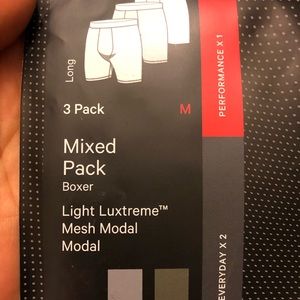 Long
3 Pack
M
PERFORMANCE X 1
Mixed
Pack
Boxer
Light Luxtreme™
Mesh Modal
Modal
EVERYDAY X 2